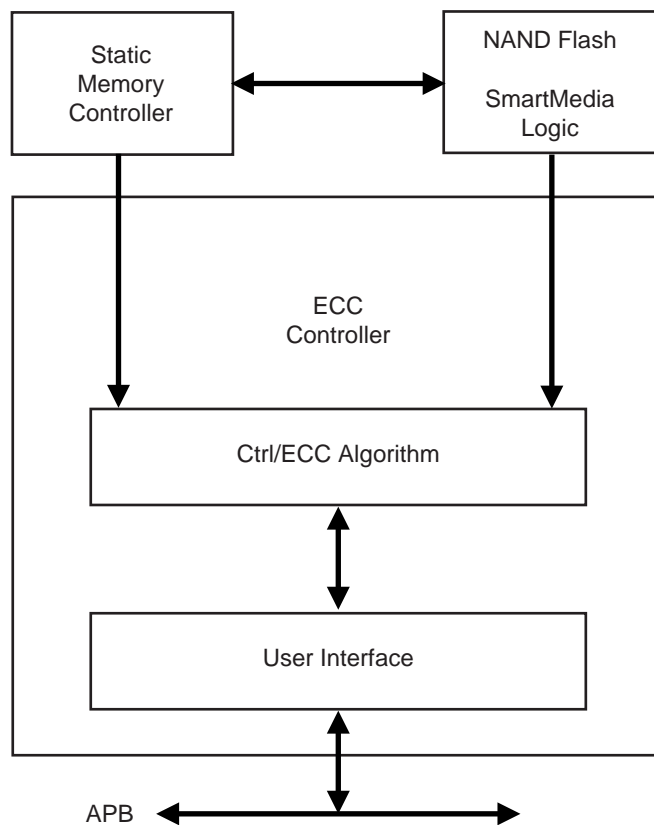 Static
Memory
Controller
NAND Flash
SmartMedia
Logic
ECC
Controller
Ctrl/ECC Algorithm
User Interface
APB